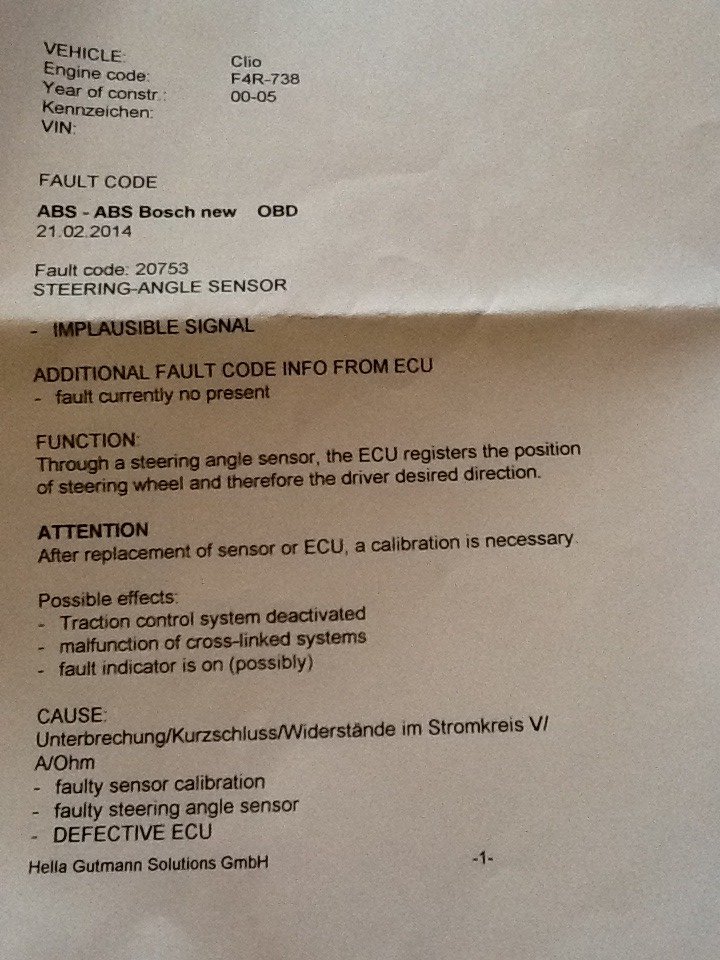 VEHICLE: Clio
Engine code: F4R-738
Year of constr.: 00-05
Kennzeichen:
VIN:
FAULT CODE
ABS - ABS Bosch new OBD
21.02.2014
Fault code: 20753
STEERING-ANGLE SENSOR
- IMPLAUSIBLE SIGNAL
ADDITIONAL FAULT CODE INFO FROM ECU
- fault currently no present
FUNCTION:
Through a steering angle sensor, the ECU registers the position
of steering wheel and therefore the driver desired direction.
ATTENTION
After replacement of sensor or ECU, a calibration is necessary.
Possible effects:
- Traction control system deactivated
- malfunction of cross-linked systems
- fault indicator is on (possibly)
CAUSE:
Unterbrechung/Kurzschluss/Widerstände im Stromkreis V/
A/Ohm
- faulty sensor calibration
- faulty steering angle sensor
- DEFECTIVE ECU
Hella Gutmann Solutions GmbH -1-